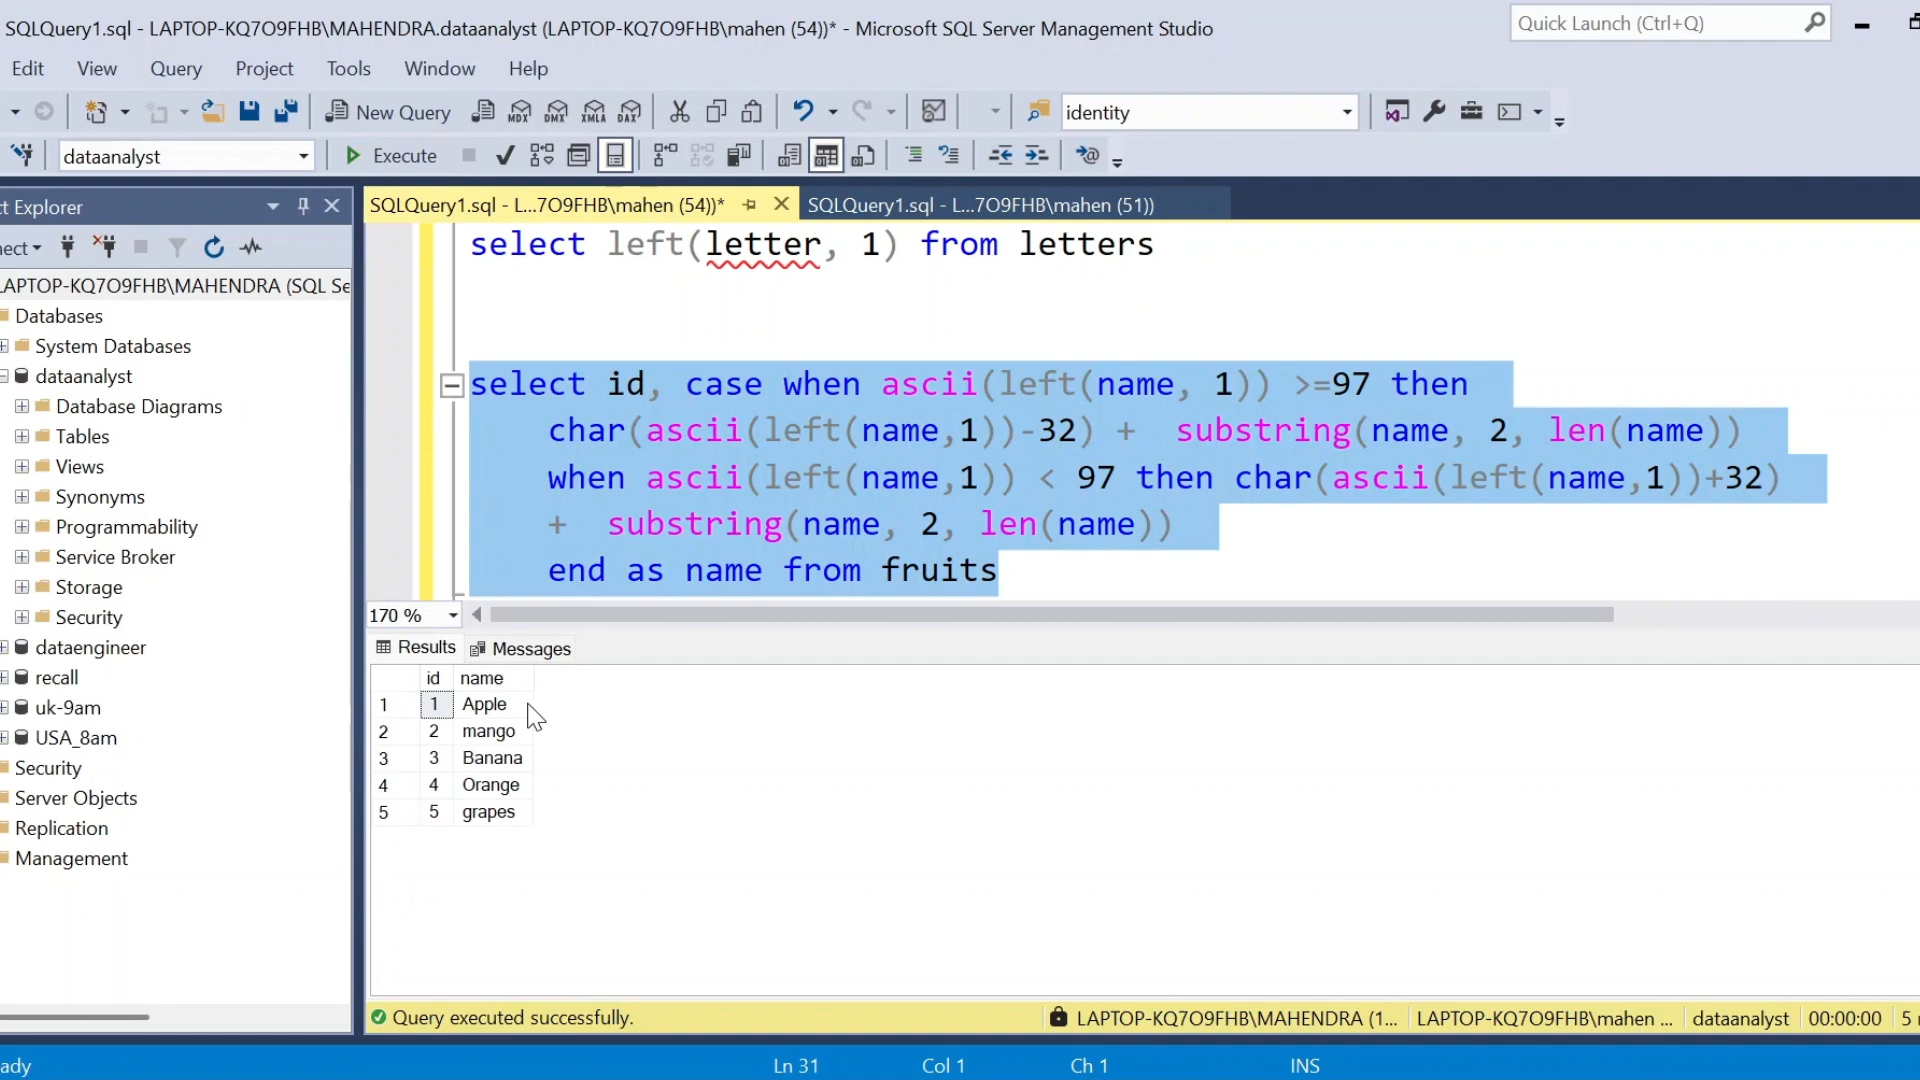 SQLQuery1.sql - LAPTOP-KQ7O9FHB\MAHENDRA.dataanalyst (LAPTOP-KQ7O9FHB\mahen (54))* - Microsoft SQL Server Management Studio
Quick Launch (Ctrl+Q)
Edit View Query Project Tools Window Help
New Query MDX DMX XMLA DAX identity
dataanalyst Execute
ct Explorer
SQLQuery1.sql - L...7O9FHB\mahen (54))* SQLQuery1.sql - L...7O9FHB\mahen (51))
nect
LAPTOP-KQ7O9FHB\MAHENDRA (SQL Se
Databases
System Databases
dataanalyst
Database Diagrams
Tables
Views
Synonyms
Programmability
Service Broker
Storage
Security
dataengineer
recall
uk-9am
USA_8am
Security
Server Objects
Replication
Management
select left(letter, 1) from letters
select id, case when ascii(left(name, 1)) >=97 then
char(ascii(left(name,1))-32) + substring(name, 2, len(name))
when ascii(left(name,1)) < 97 then char(ascii(left(name,1))+32)
+ substring(name, 2, len(name))
end as name from fruits
170 %
Results Messages
id name
1 1 Apple
2 2 mango
3 3 Banana
4 4 Orange
5 5 grapes
Query executed successfully. LAPTOP-KQ7O9FHB\MAHENDRA (1... LAPTOP-KQ7O9FHB\mahen ... dataanalyst 00:00:00 5
ady Ln 31 Col 1 Ch 1 INS